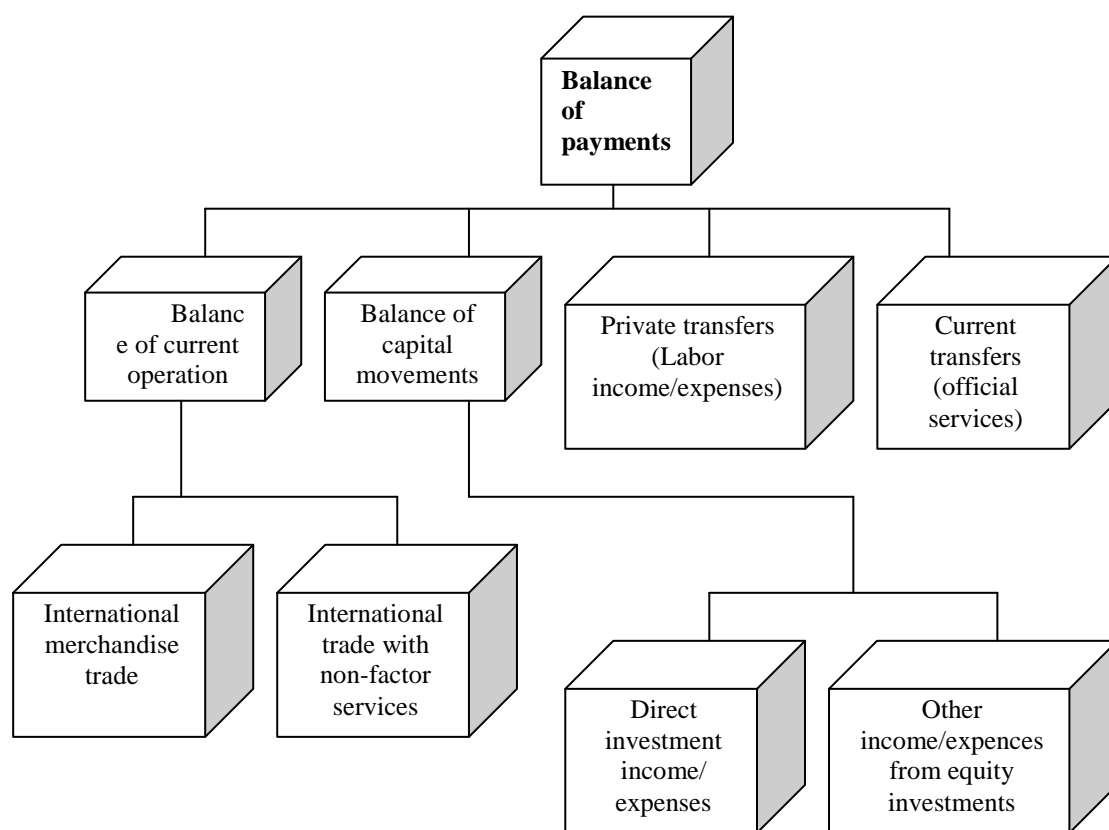 Balance
of
payments
Balanc
e of current
operation
Balance of
capital
movements
Private transfers
(Labor
income/expenses)
Current
transfers
(official
services)
International
merchandise
trade
International
trade with
non-factor
services
Direct
investment
income/
expenses
Other
income/expences
from equity
investments